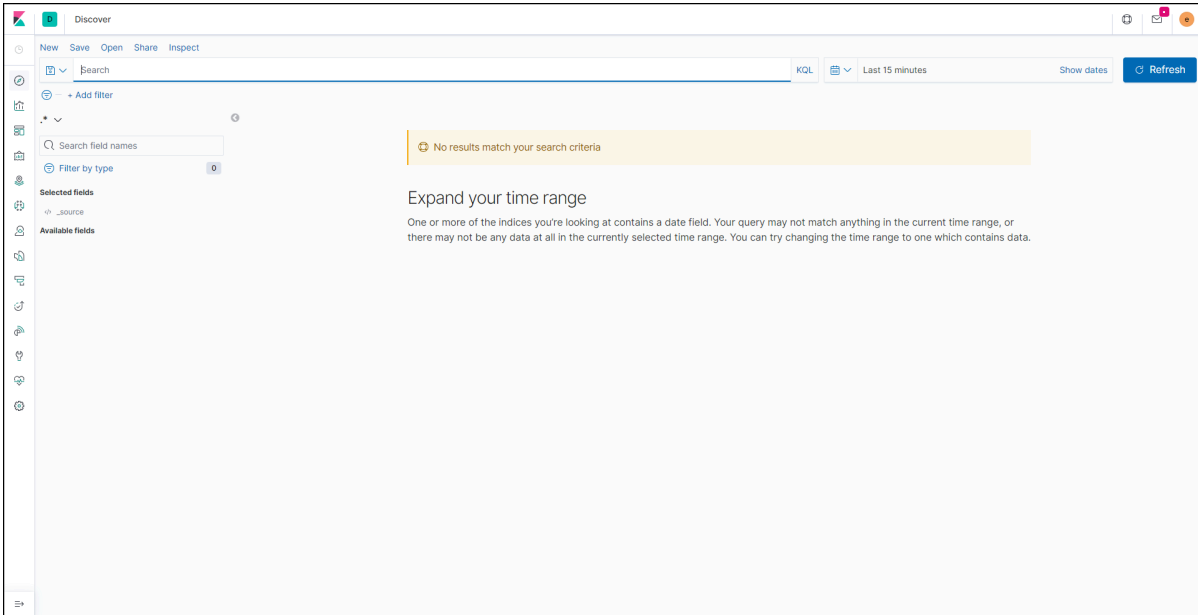 D Discover e
New Save Open Share Inspect
Search KQL Last 15 minutes Show dates Refresh
+ Add filter
.*
Search field names
Filter by type 0
Selected fields
</> _source
Available fields
No results match your search criteria
Expand your time range
One or more of the indices you're looking at contains a date field. Your query may not match anything in the current time range, or
there may not be any data at all in the currently selected time range. You can try changing the time range to one which contains data.